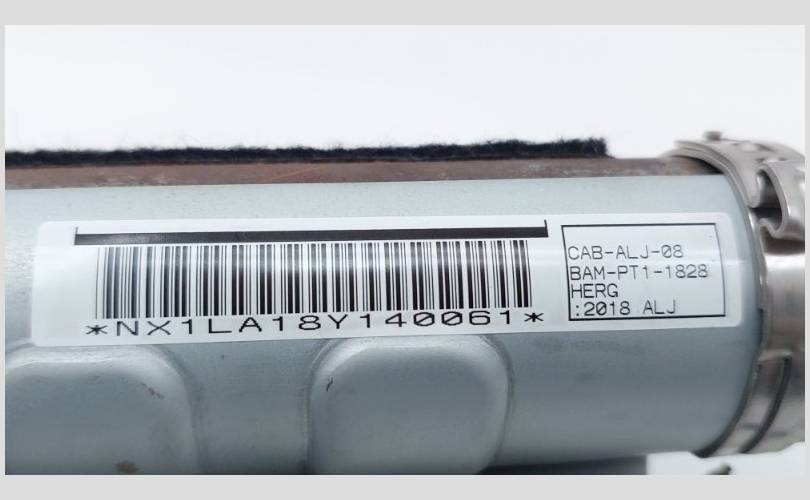 *NX1LA18Y140061*
CAB-ALJ-08
BAM-PT1-1828
HERG
:2018 ALJ